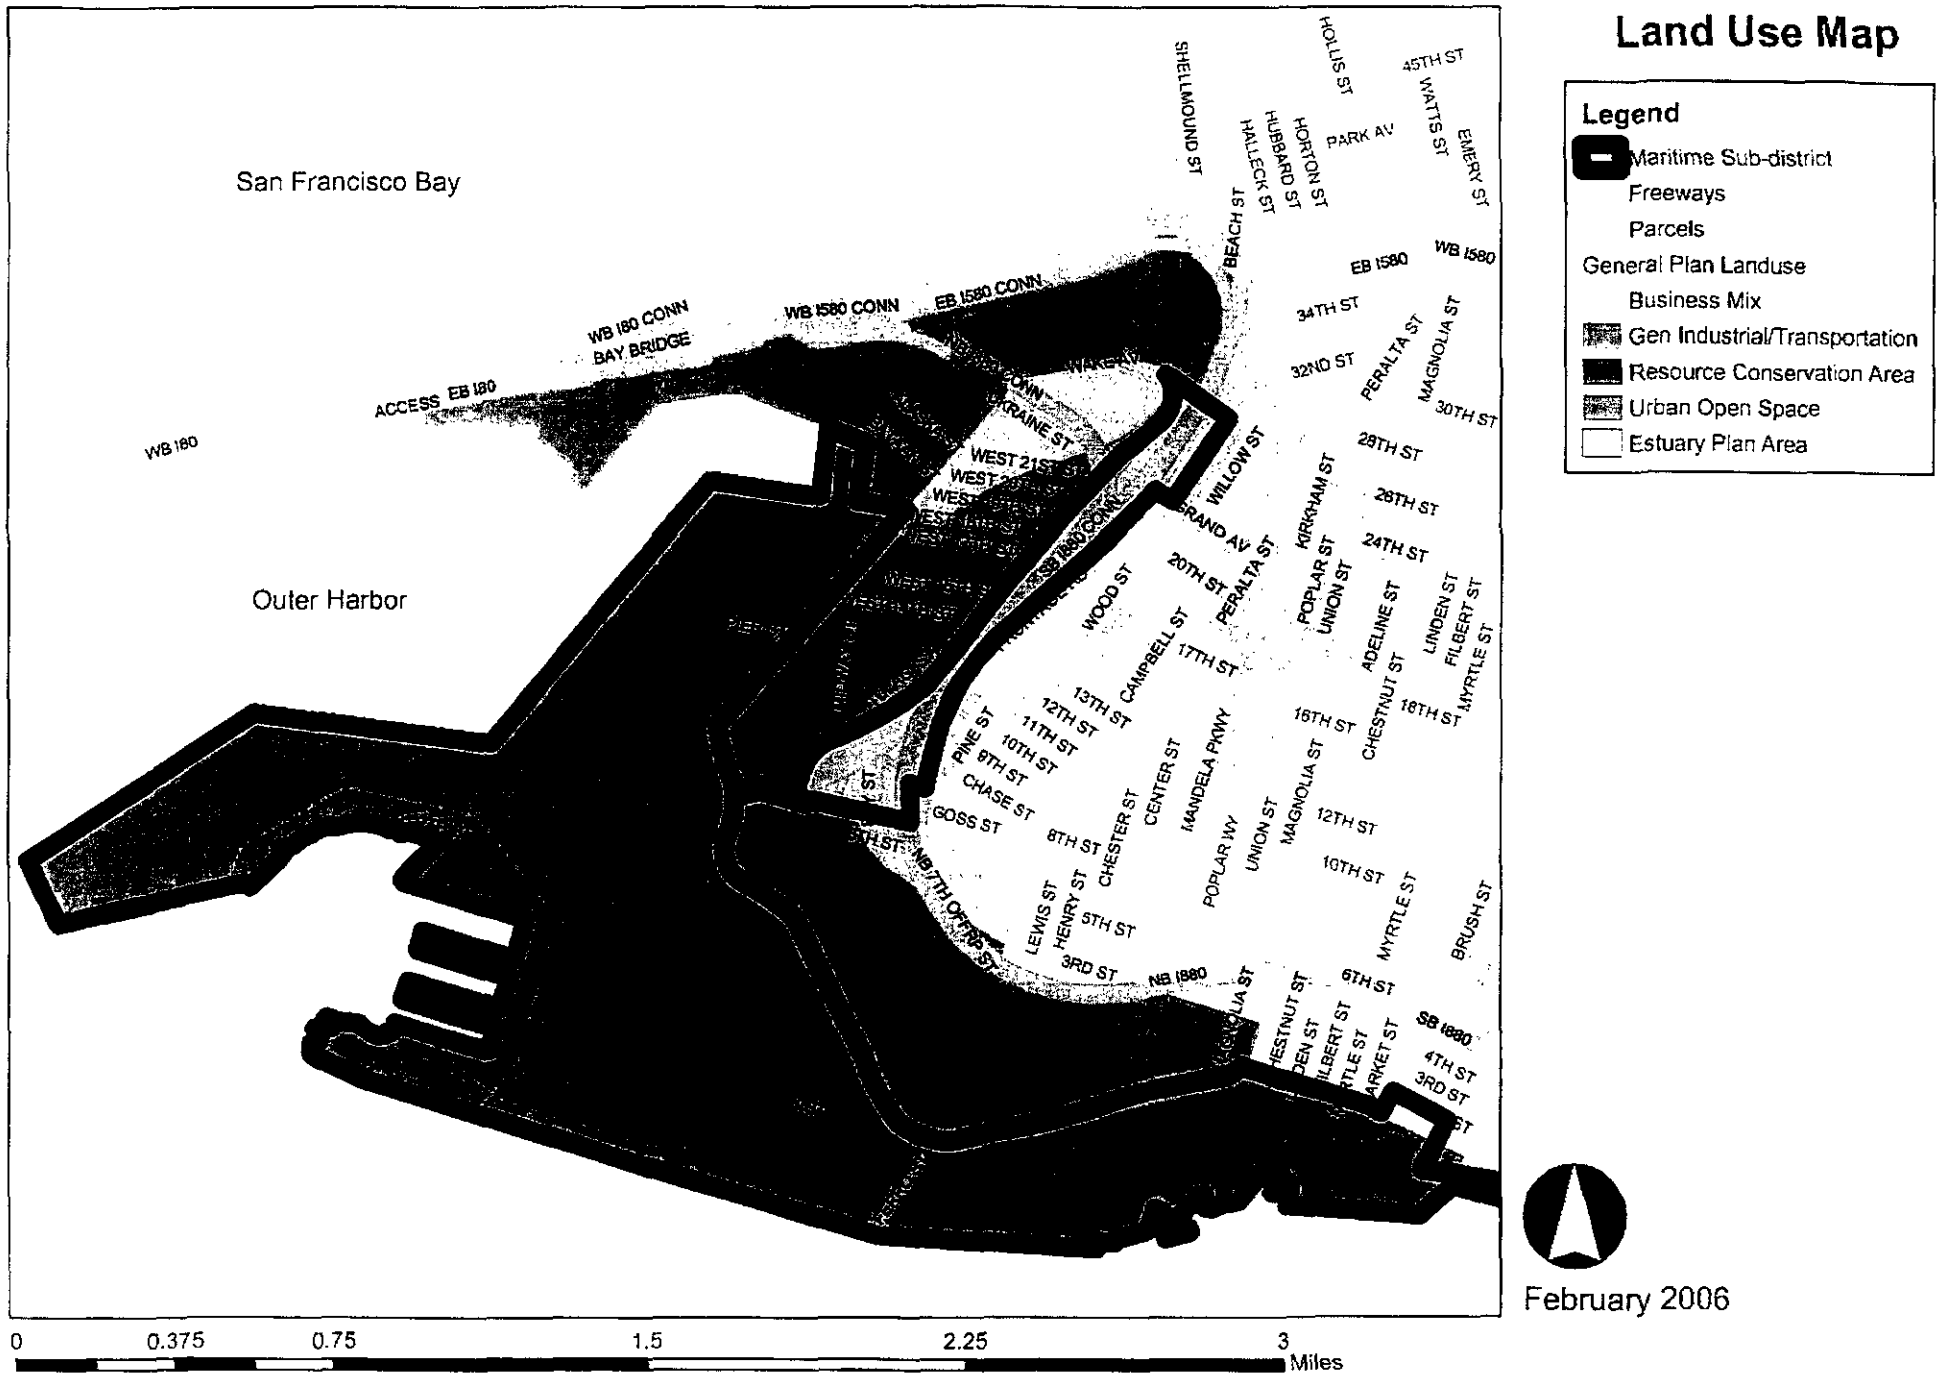 Land Use Map
Legend
Maritime Sub-district
Freeways
Parcels
General Plan Landuse
Business Mix
Gen Industrial/Transportation
Resource Conservation Area
Urban Open Space
Estuary Plan Area
San Francisco Bay
Outer Harbor
SHELLMOUND ST
HOLLIS ST
45TH ST
WATTS ST
EMERY ST
PARK AV
HORTON ST
HUBBARD ST
HALLECK ST
BEACH ST
WB I580
EB I580
EB I580 CONN
WB I580 CONN
WB I80 CONN
BAY BRIDGE
EB I80
ACCESS
WB I80
34TH ST
32ND ST
PERALTA ST
MAGNOLIA ST
30TH ST
28TH ST
26TH ST
24TH ST
WILLOW ST
KIRKHAM ST
POPLAR ST
UNION ST
PERALTA ST
20TH ST
WEST 21ST
SB I880 CONN
WOOD ST
CAMPBELL ST
17TH ST
ADELINE ST
LINDEN ST
FILBERT ST
MYRTLE ST
CHESTNUT ST
18TH ST
16TH ST
13TH ST
12TH ST
11TH ST
10TH ST
9TH ST
PINE ST
CHASE ST
GOSS ST
8TH ST
CHESTER ST
CENTER ST
MANDELA PKWY
POPLAR WY
UNION ST
MAGNOLIA ST
12TH ST
10TH ST
MYRTLE ST
BRUSH ST
LEWIS ST
HENRY ST
5TH ST
3RD ST
NB I880
6TH ST
SB I880
4TH ST
3RD ST
February 2006
0 0.375 0.75 1.5 2.25 3
Miles